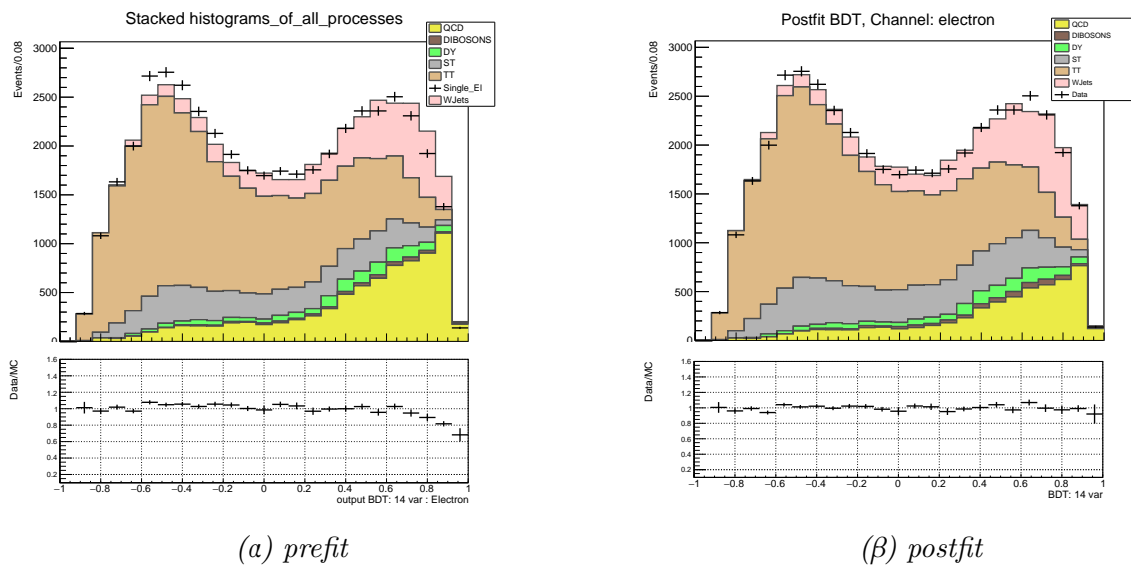 Stacked histograms_of_all_processes
Events/0.08
3000
2500
2000
1500
1000
500
0
QCD
DIBOSONS
DY
ST
TT
Single_El
WJets
Data/MC
1.6
1.4
1.2
1.0
0.8
0.6
0.4
0.2
−1 −0.8 −0.6 −0.4 −0.2 0 0.2 0.4 0.6 0.8 1
output BDT: 14 var : Electron
(α) prefit
Postfit BDT, Channel: electron
Events/0.08
3000
2500
2000
1500
1000
500
0
QCD
DIBOSONS
DY
ST
TT
WJets
Data
Data/MC
1.6
1.4
1.2
1.0
0.8
0.6
0.4
0.2
−1 −0.8 −0.6 −0.4 −0.2 0 0.2 0.4 0.6 0.8 1
BDT: 14 var
(β) postfit